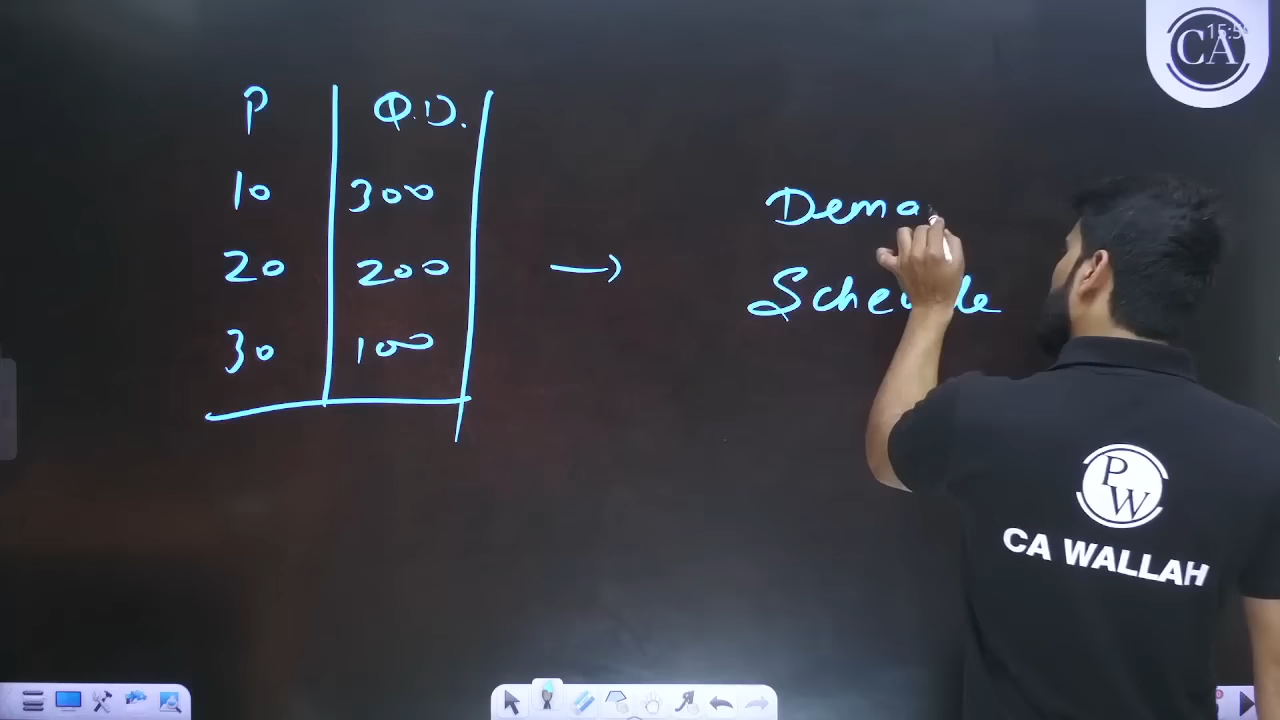 CA
P Q.D.
10 300
20 200 →
30 100
Dema
Schedule
PW
CA WALLAH